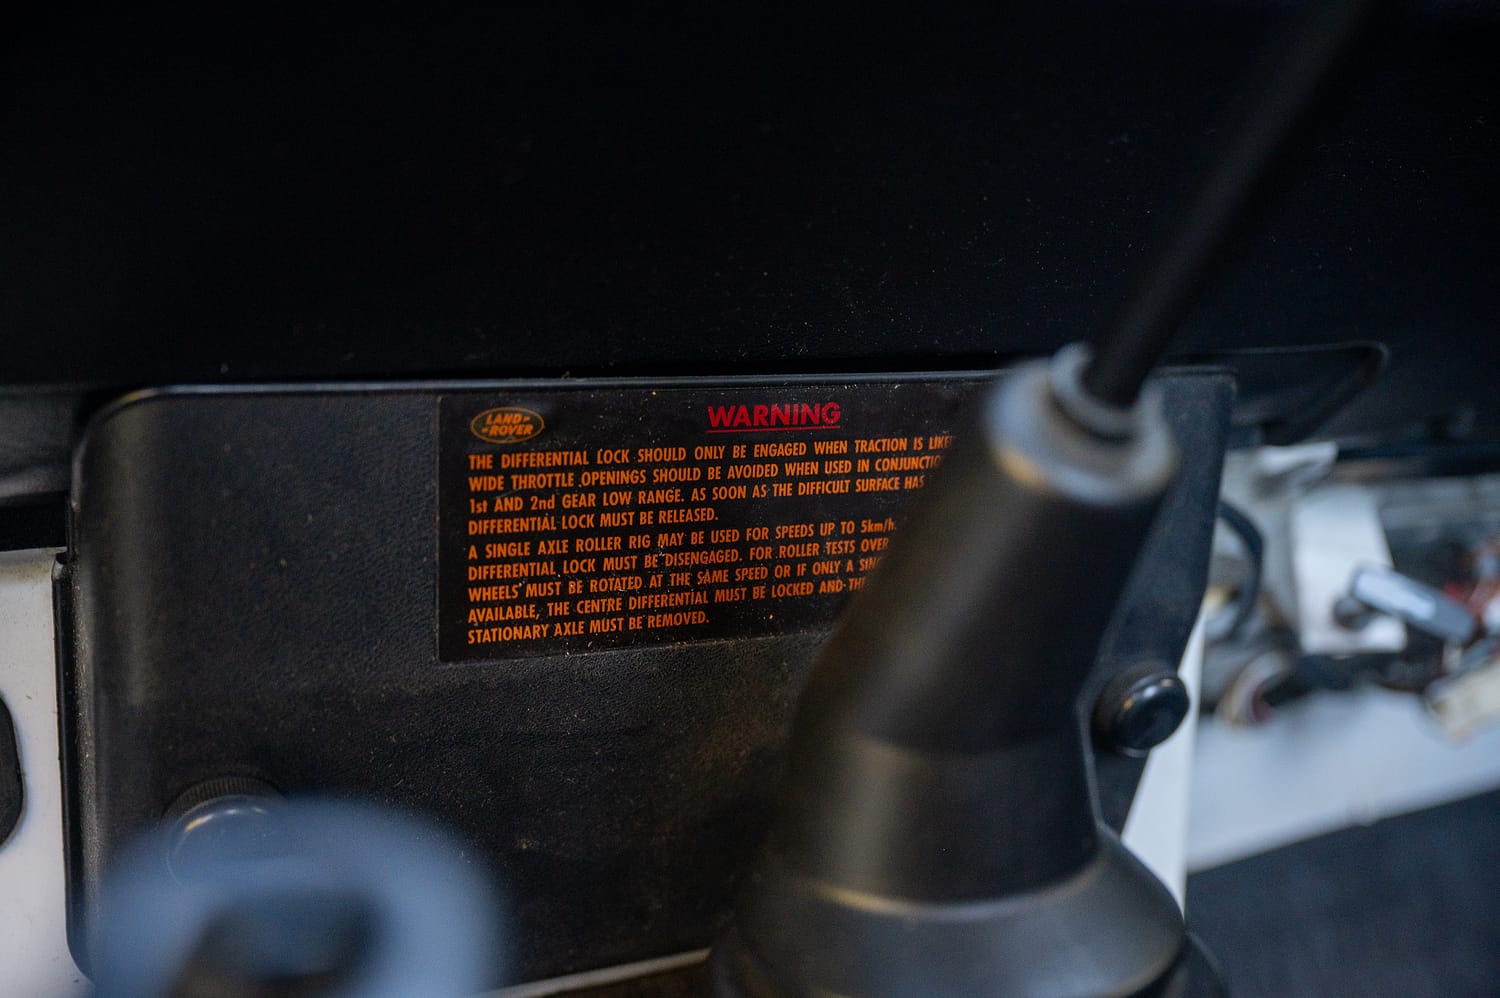 LAND-
-ROVER
WARNING
THE DIFFERENTIAL LOCK SHOULD ONLY BE ENGAGED WHEN TRACTION IS
WIDE THROTTLE OPENINGS SHOULD BE AVOIDED WHEN USED IN
1st AND 2nd GEAR LOW RANGE. AS SOON AS THE DIFFICULT SURFACE HAS
DIFFERENTIAL LOCK MUST BE RELEASED.
A SINGLE AXLE ROLLER RIG MAY BE USED FOR SPEEDS UP TO 5km/h.
DIFFERENTIAL LOCK MUST BE DISENGAGED. FOR ROLLER TESTS OVER
WHEELS MUST BE ROTATED AT THE SAME SPEED OR IF ONLY A
AVAILABLE, THE CENTRE DIFFERENTIAL MUST BE LOCKED AND
STATIONARY AXLE MUST BE REMOVED.